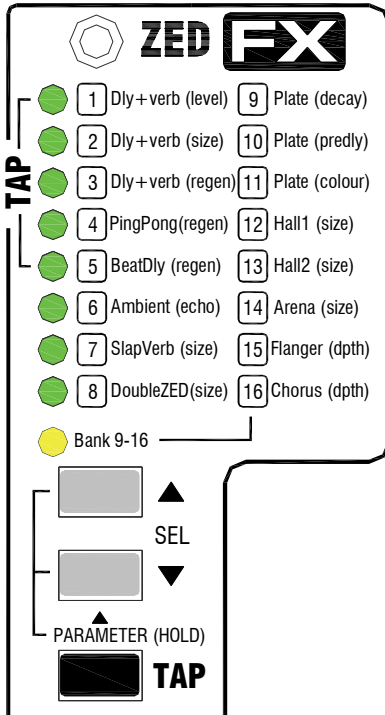 ZED FX
TAP
1 Dly+verb (level) 9 Plate (decay)
2 Dly+verb (size) 10 Plate (predly)
3 Dly+verb (regen) 11 Plate (colour)
4 PingPong(regen) 12 Hall1 (size)
5 BeatDly (regen) 13 Hall2 (size)
6 Ambient (echo) 14 Arena (size)
7 SlapVerb (size) 15 Flanger (dpth)
8 DoubleZED(size) 16 Chorus (dpth)
Bank 9-16
SEL
PARAMETER (HOLD)
TAP